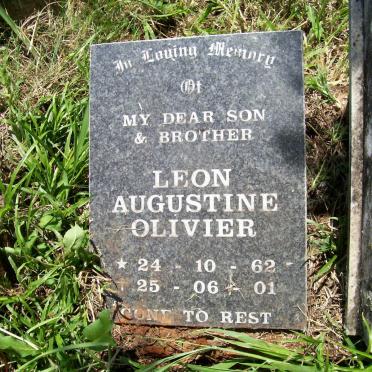 In Loving Memory
Of
MY DEAR SON
& BROTHER
LEON
AUGUSTINE
OLIVIER
★ 24 - 10 - 62
† 25 - 06 - 01
GONE TO REST